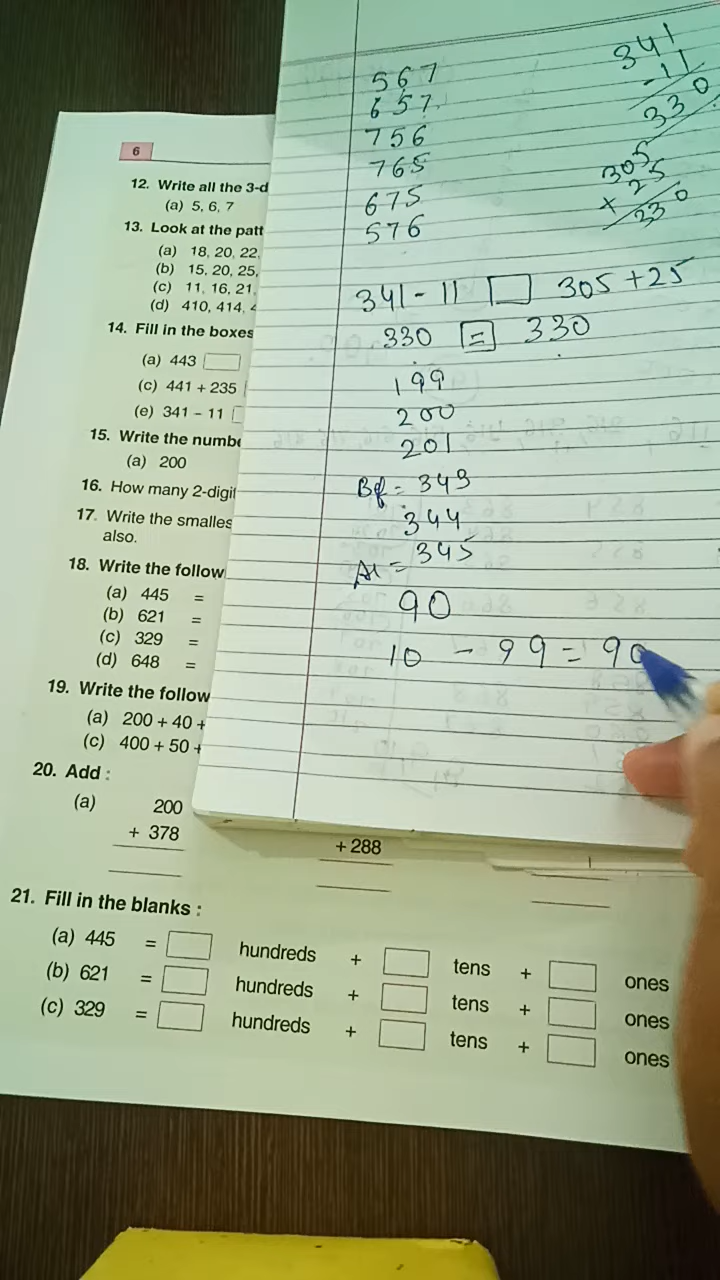 567
657
756
765
675
576
341
- 11
330
305
× 25
330
341 - 11 □ 305 + 25
330 = 330
199
200
201
Bf = 343
344
At = 345
90
10 - 99 = 90
6
12. Write all the 3-d
(a) 5, 6, 7
13. Look at the patt
(a) 18, 20, 22,
(b) 15, 20, 25,
(c) 11, 16, 21,
(d) 410, 414, 4
14. Fill in the boxes
(a) 443 □
(c) 441 + 235
(e) 341 − 11
15. Write the numbe
(a) 200
16. How many 2-digit
17. Write the smalles
also.
18. Write the follow
(a) 445 =
(b) 621 =
(c) 329 =
(d) 648 =
19. Write the follow
(a) 200 + 40 +
(c) 400 + 50 +
20. Add :
(a) 200
+ 378
+ 288
21. Fill in the blanks :
(a) 445 = □ hundreds + □ tens + □ ones
(b) 621 = □ hundreds + □ tens + □ ones
(c) 329 = □ hundreds + □ tens + □ ones